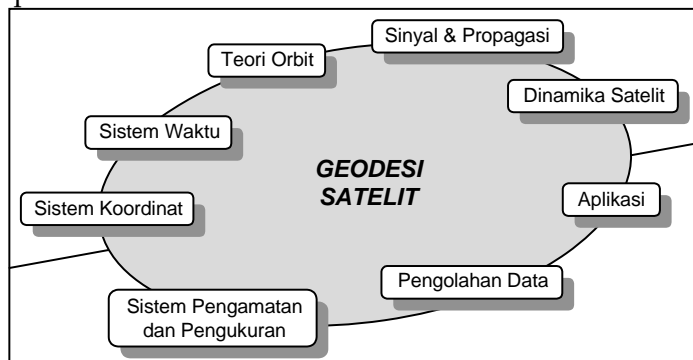 Sinyal & Propagasi
Teori Orbit
Dinamika Satelit
Sistem Waktu
GEODESI
SATELIT
Aplikasi
Sistem Koordinat
Pengolahan Data
Sistem Pengamatan
dan Pengukuran